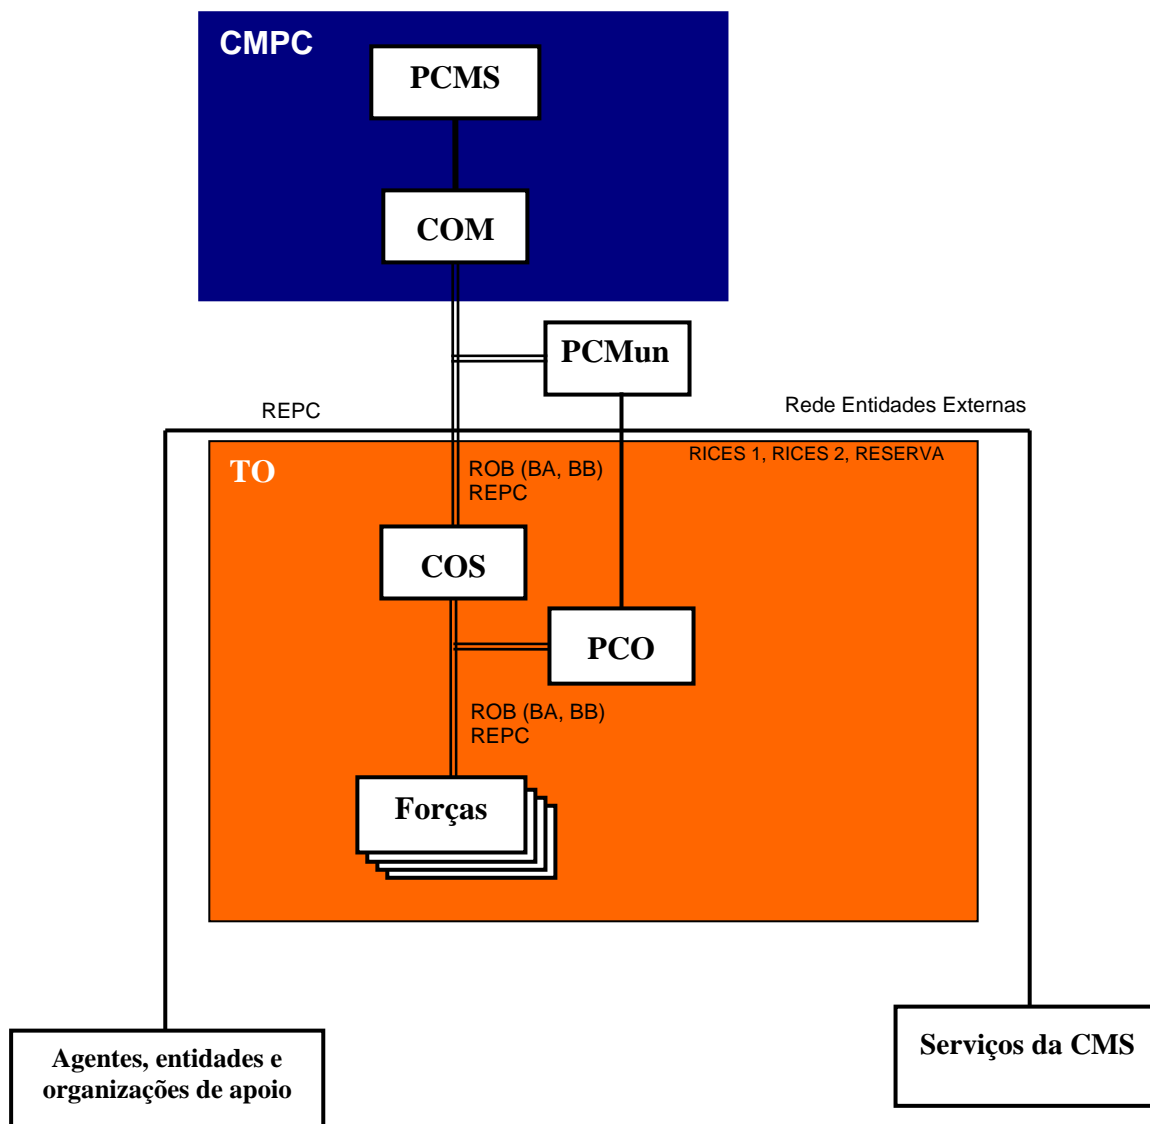 CMPC
PCMS
COM
PCMun
REPC
Rede Entidades Externas
RICES 1, RICES 2, RESERVA
TO
ROB (BA, BB)
REPC
COS
PCO
ROB (BA, BB)
REPC
Forças
Agentes, entidades e
organizações de apoio
Serviços da CMS